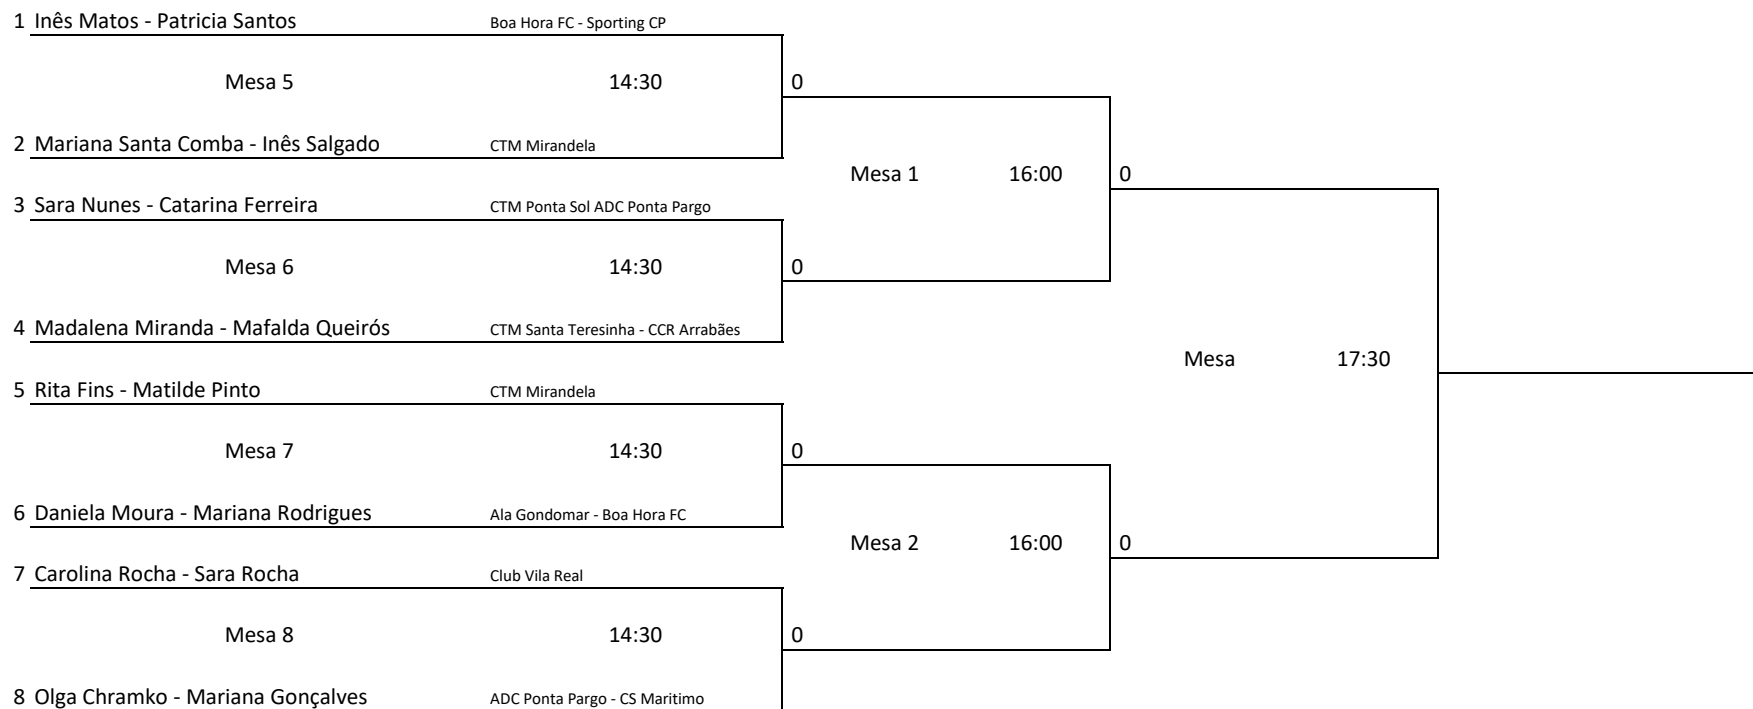 1 Inês Matos - Patricia Santos Boa Hora FC - Sporting CP
Mesa 5 14:30 0
2 Mariana Santa Comba - Inês Salgado CTM Mirandela
Mesa 1 16:00 0
3 Sara Nunes - Catarina Ferreira CTM Ponta Sol ADC Ponta Pargo
Mesa 6 14:30 0
4 Madalena Miranda - Mafalda Queirós CTM Santa Teresinha - CCR Arrabães
Mesa 17:30
5 Rita Fins - Matilde Pinto CTM Mirandela
Mesa 7 14:30 0
6 Daniela Moura - Mariana Rodrigues Ala Gondomar - Boa Hora FC
Mesa 2 16:00 0
7 Carolina Rocha - Sara Rocha Club Vila Real
Mesa 8 14:30 0
8 Olga Chramko - Mariana Gonçalves ADC Ponta Pargo - CS Maritimo